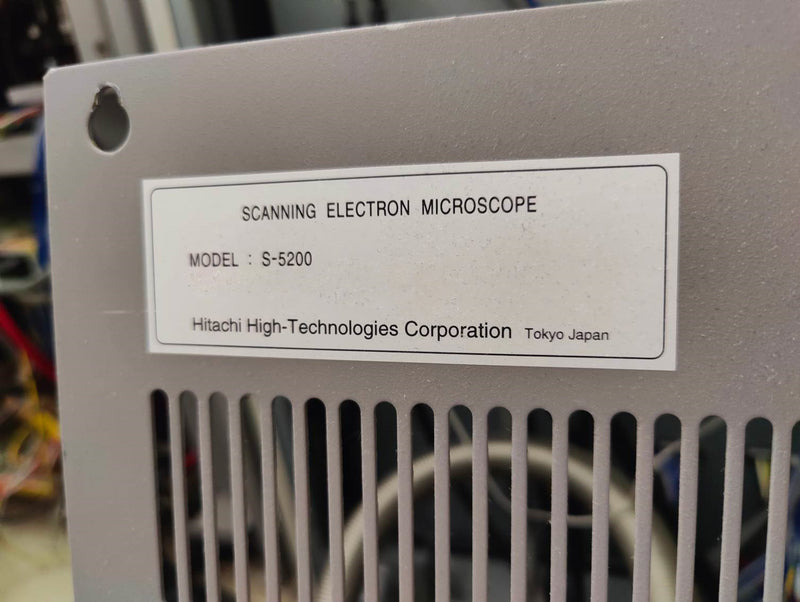 SCANNING ELECTRON MICROSCOPE
MODEL : S-5200
Hitachi High-Technologies Corporation Tokyo Japan